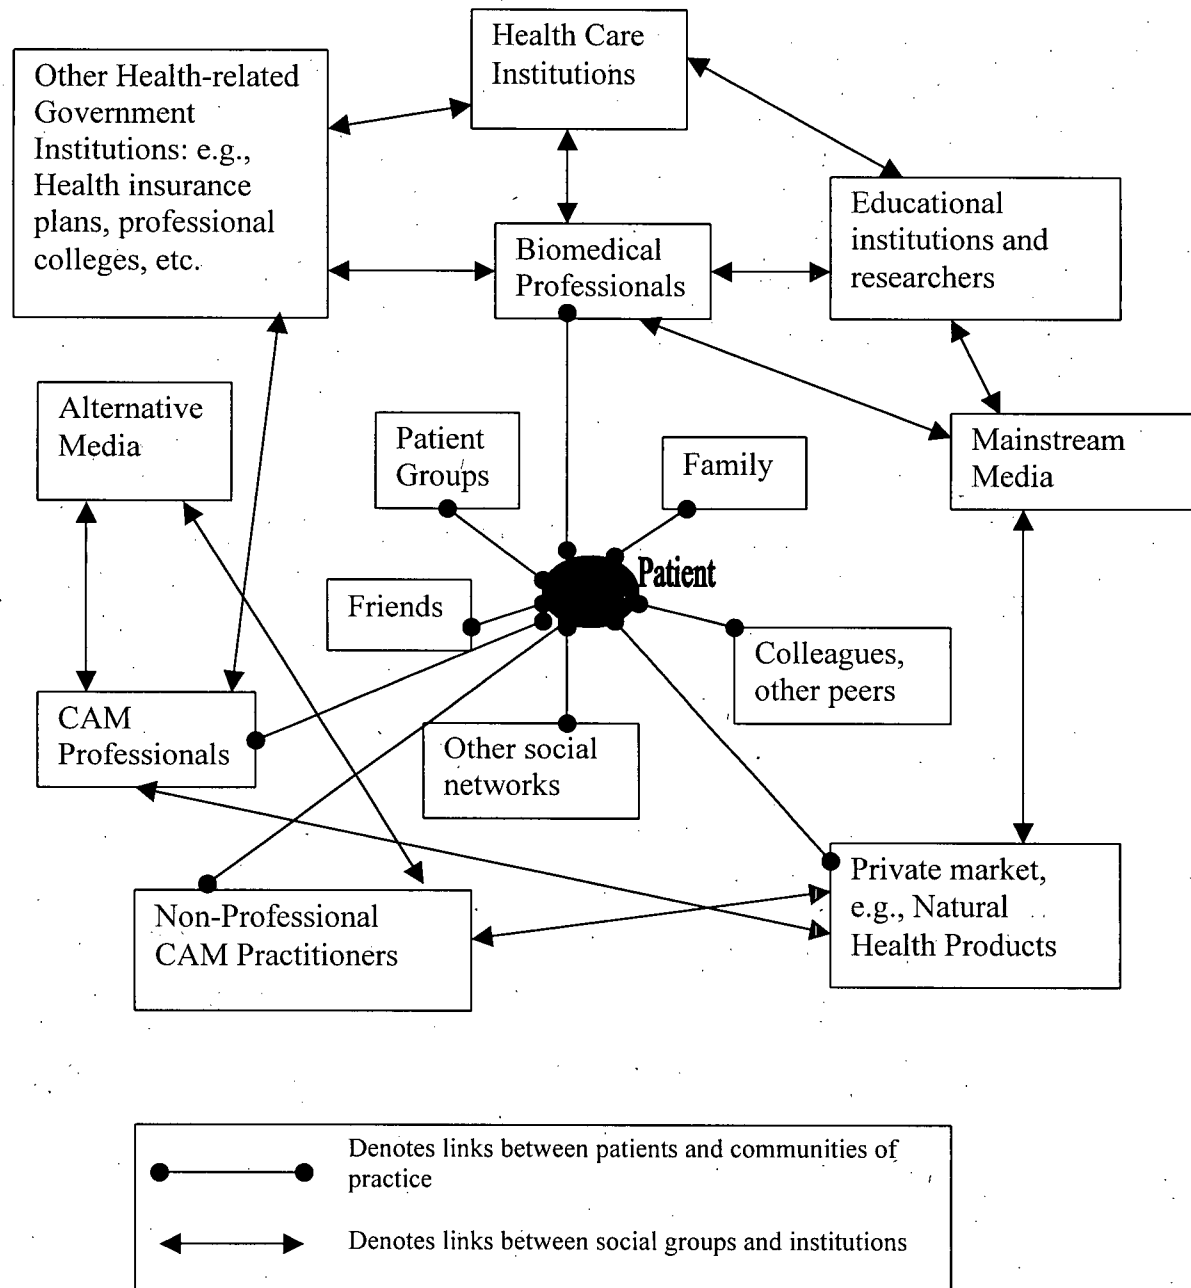 Health Care
Institutions
Other Health-related
Government
Institutions: e.g.,
Health insurance
plans, professional
colleges, etc.
Educational
institutions and
researchers
Biomedical
Professionals
Alternative
Media
Patient
Groups
Family
Mainstream
Media
Patient
Friends
Colleagues,
other peers
CAM
Professionals
Other social
networks
Private market,
e.g., Natural
Health Products
Non-Professional
CAM Practitioners
Denotes links between patients and communities of
practice
Denotes links between social groups and institutions